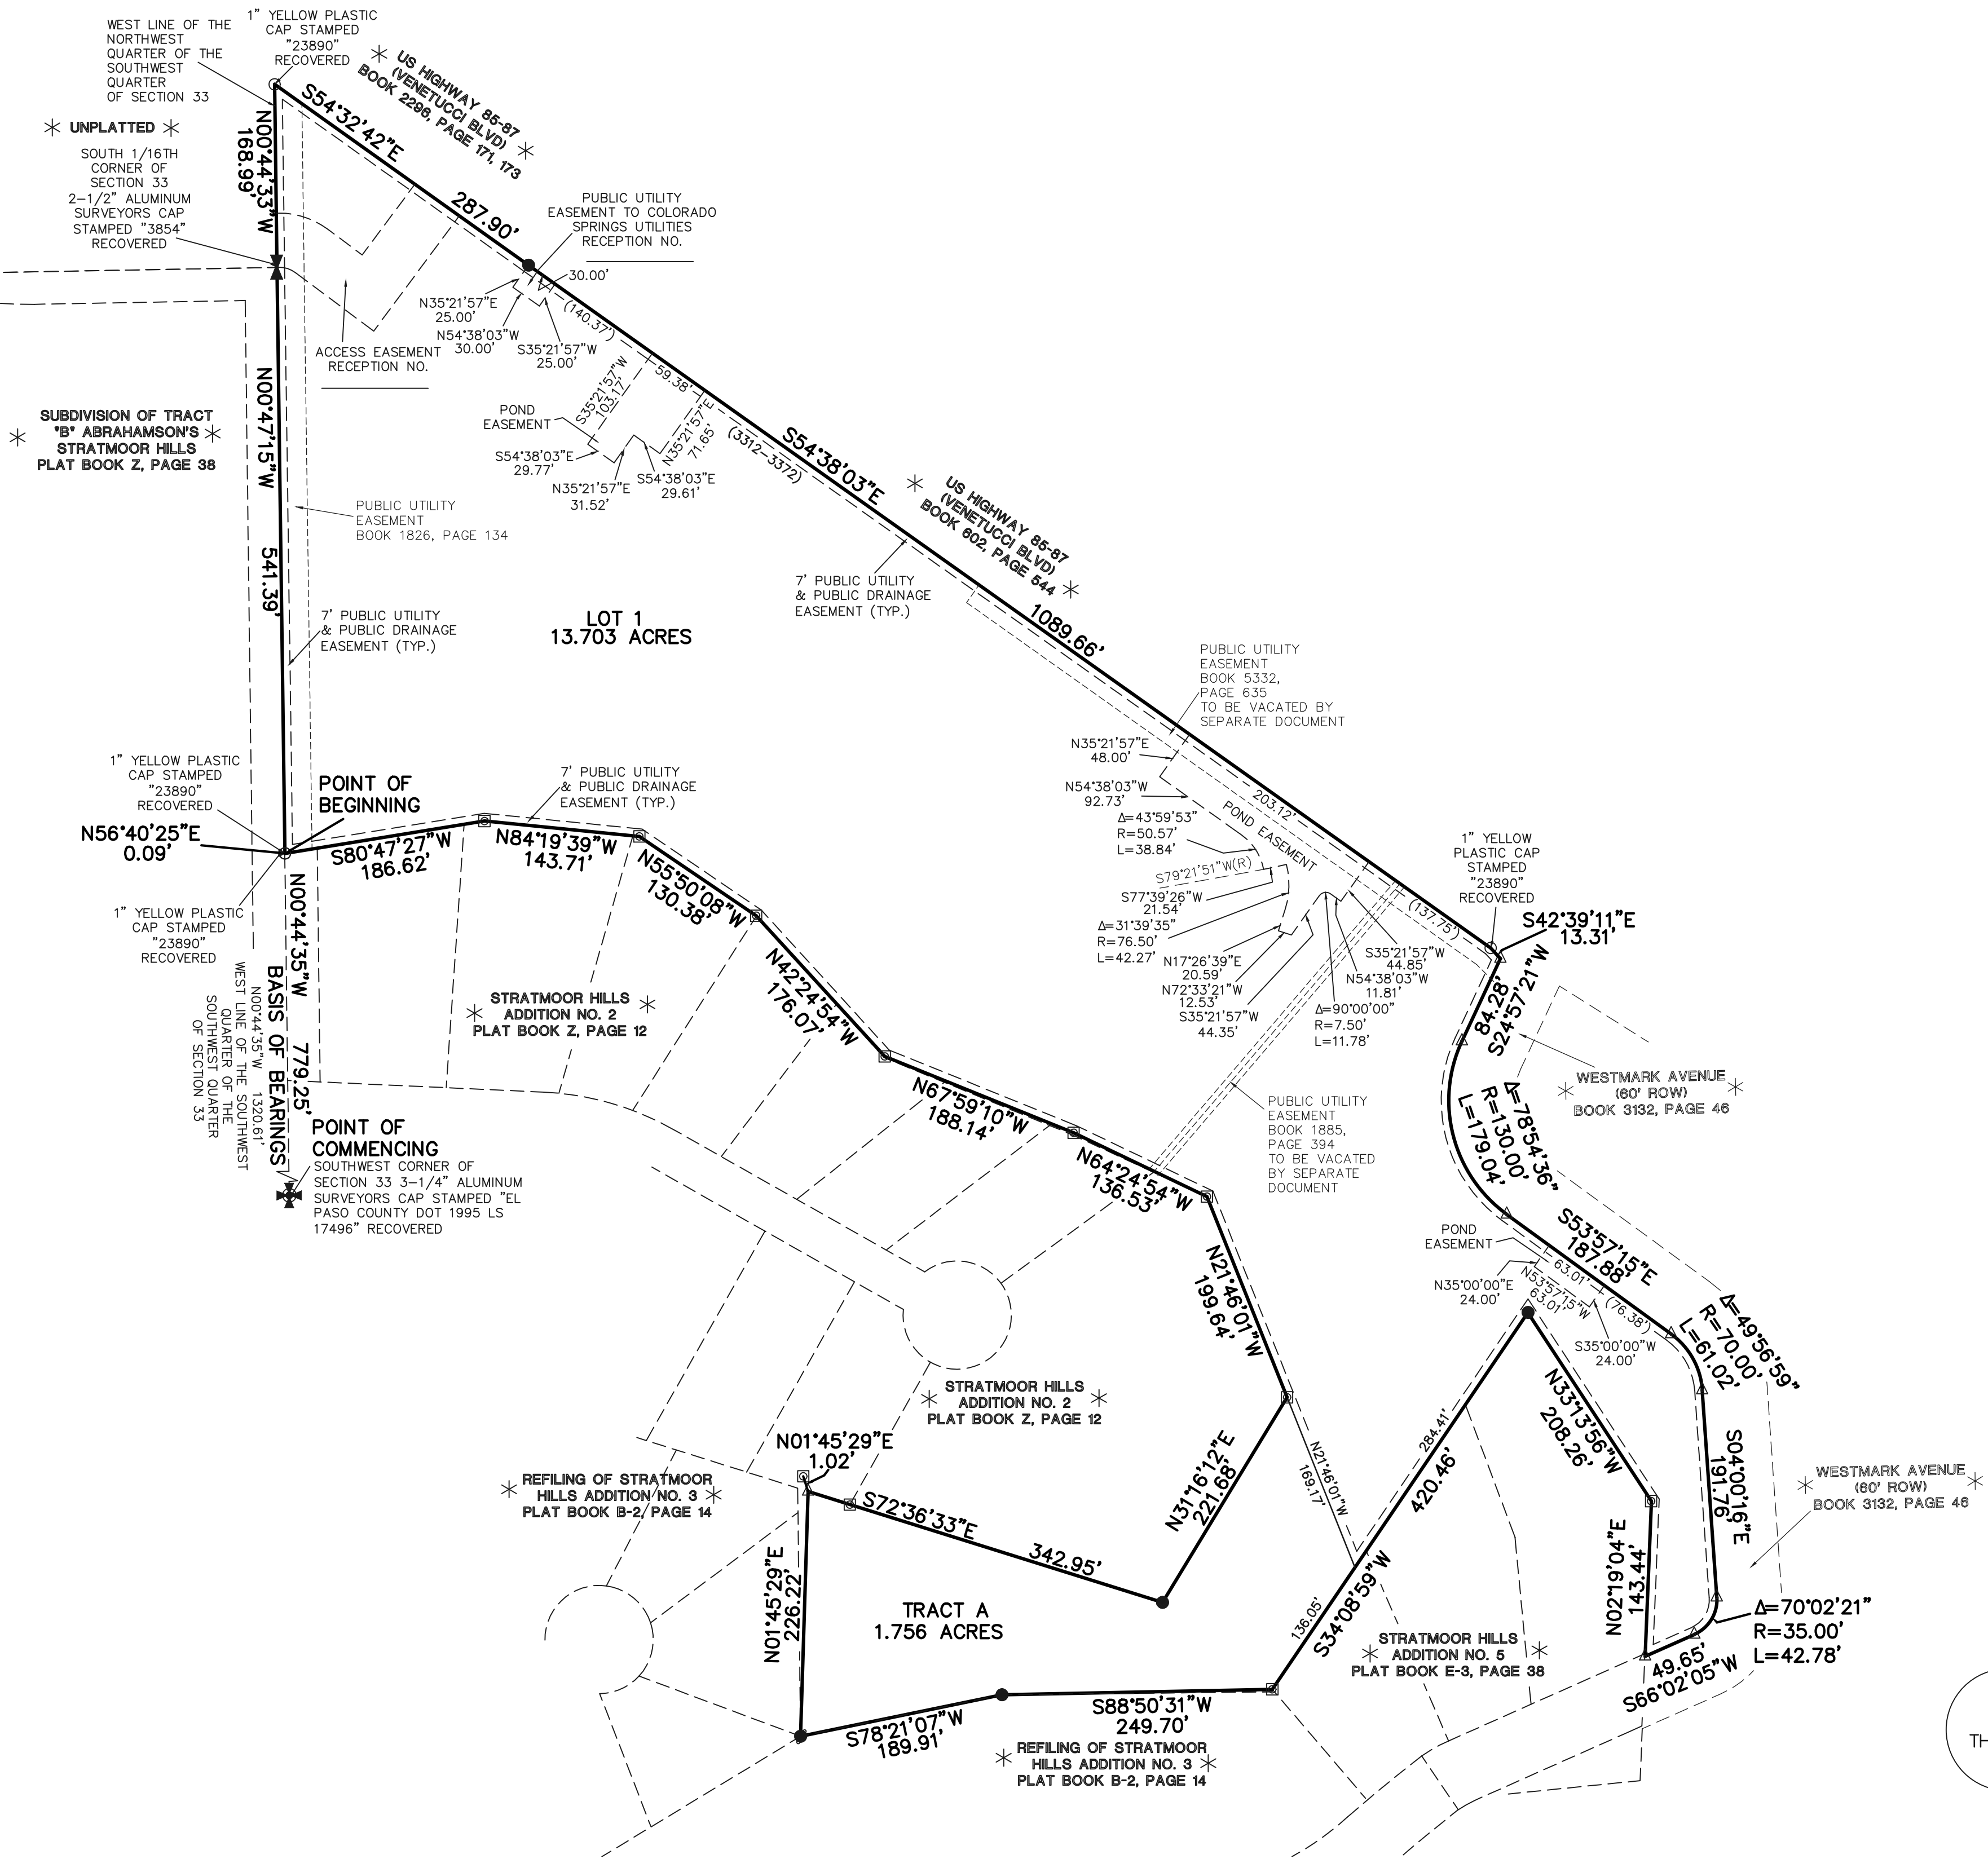 WEST LINE OF THE
NORTHWEST
QUARTER OF THE
SOUTHWEST
QUARTER
OF SECTION 33
1" YELLOW PLASTIC
CAP STAMPED
"23890"
RECOVERED
US HIGHWAY 85-87
(VENETUCCI BLVD)
BOOK 2296, PAGE 171, 173
UNPLATTED
SOUTH 1/16TH
CORNER OF
SECTION 33
2-1/2" ALUMINUM
SURVEYORS CAP
STAMPED "3854"
RECOVERED
N00°44'33"W
168.99'
S54°32'42"E
287.90'
PUBLIC UTILITY
EASEMENT TO COLORADO
SPRINGS UTILITIES
RECEPTION NO.
30.00'
N35°21'57"E
25.00'
N54°38'03"W
30.00'
S35°21'57"W
25.00'
(140.37')
ACCESS EASEMENT
RECEPTION NO.
S35°21'57"W
103.17'
59.38'
N35°21'57"E
71.65'
(3312-3372)
POND
EASEMENT
S54°38'03"E
29.77'
N35°21'57"E
31.52'
S54°38'03"E
29.61'
S54°38'03"E
1089.66'
SUBDIVISION OF TRACT
"B" ABRAHAMSON'S
STRATMOOR HILLS
PLAT BOOK Z, PAGE 38
N00°47'15"W
541.39'
PUBLIC UTILITY
EASEMENT
BOOK 1826, PAGE 134
US HIGHWAY 85-87
(VENETUCCI BLVD)
BOOK 602, PAGE 544
7' PUBLIC UTILITY
& PUBLIC DRAINAGE
EASEMENT (TYP.)
7' PUBLIC UTILITY
& PUBLIC DRAINAGE
EASEMENT (TYP.)
LOT 1
13.703 ACRES
PUBLIC UTILITY
EASEMENT
BOOK 5332,
PAGE 635
TO BE VACATED BY
SEPARATE DOCUMENT
N35°21'57"E
48.00'
N54°38'03"W
92.73'
Δ=43°59'53"
R=50.57'
L=38.84'
S79°21'51"W(R)
S77°39'26"W
21.54'
Δ=31°39'35"
R=76.50'
L=42.27'
N17°26'39"E
20.59'
N72°33'21"W
12.53'
S35°21'57"W
44.35'
POND EASEMENT
203.12'
Δ=90°00'00"
R=7.50'
L=11.78'
N54°38'03"W
11.81'
S35°21'57"W
44.85'
(137.75')
1" YELLOW
PLASTIC CAP
STAMPED
"23890"
RECOVERED
S42°39'11"E
13.31'
1" YELLOW PLASTIC
CAP STAMPED
"23890"
RECOVERED
POINT OF
BEGINNING
7' PUBLIC UTILITY
& PUBLIC DRAINAGE
EASEMENT (TYP.)
N56°40'25"E
0.09'
S80°47'27"W
186.62'
N84°19'39"W
143.71'
N55°50'08"W
130.38'
N42°24'54"W
176.07'
1" YELLOW PLASTIC
CAP STAMPED
"23890"
RECOVERED
N00°44'35"W 779.25'
BASIS OF BEARINGS
N00°44'35"W 1320.61'
WEST LINE OF THE SOUTHWEST
QUARTER OF THE
SOUTHWEST QUARTER
OF SECTION 33
POINT OF
COMMENCING
SOUTHWEST CORNER OF
SECTION 33 3-1/4" ALUMINUM
SURVEYORS CAP STAMPED "EL
PASO COUNTY DOT 1995 LS
17496" RECOVERED
STRATMOOR HILLS
ADDITION NO. 2
PLAT BOOK Z, PAGE 12
N67°59'10"W
188.14'
N64°24'54"W
136.53'
PUBLIC UTILITY
EASEMENT
BOOK 1885,
PAGE 394
TO BE VACATED
BY SEPARATE
DOCUMENT
84.28'
S24°57'21"W
WESTMARK AVENUE
(60' ROW)
BOOK 3132, PAGE 46
Δ=78°54'36"
R=130.00'
L=179.04'
S53°57'15"E
187.88'
POND
EASEMENT
N35°00'00"E
24.00'
63.01'
N53°57'15"W
63.01'
(76.38')
S35°00'00"W
24.00'
Δ=49°56'59"
R=70.00'
L=61.02'
N21°46'01"W
199.64'
STRATMOOR HILLS
ADDITION NO. 2
PLAT BOOK Z, PAGE 12
N33°13'56"W
208.26'
S04°00'16"E
191.76'
WESTMARK AVENUE
(60' ROW)
BOOK 3132, PAGE 46
N01°45'29"E
1.02'
REFILING OF STRATMOOR
HILLS ADDITION NO. 3
PLAT BOOK B-2, PAGE 14
S72°36'33"E
342.95'
N31°16'12"E
221.68'
N21°46'01"W
169.17'
284.41'
420.46'
S34°08'59"W
136.05'
N02°19'04"E
143.44'
N01°45'29"E
226.22'
TRACT A
1.756 ACRES
STRATMOOR HILLS
ADDITION NO. 5
PLAT BOOK E-3, PAGE 38
Δ=70°02'21"
R=35.00'
L=42.78'
49.65'
S66°02'05"W
S78°21'07"W
189.91'
S88°50'31"W
249.70'
REFILING OF STRATMOOR
HILLS ADDITION NO. 3
PLAT BOOK B-2, PAGE 14
TH